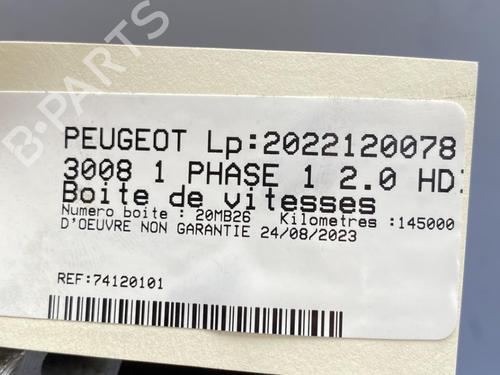 PEUGEOT Lp:2022120078
3008 1 PHASE 1 2.0 HDI
Boite de vitesses
Numero boite : 20MB26 Kilometres :145000
D'OEUVRE NON GARANTIE 24/08/2023
REF:74120101
B-PARTS